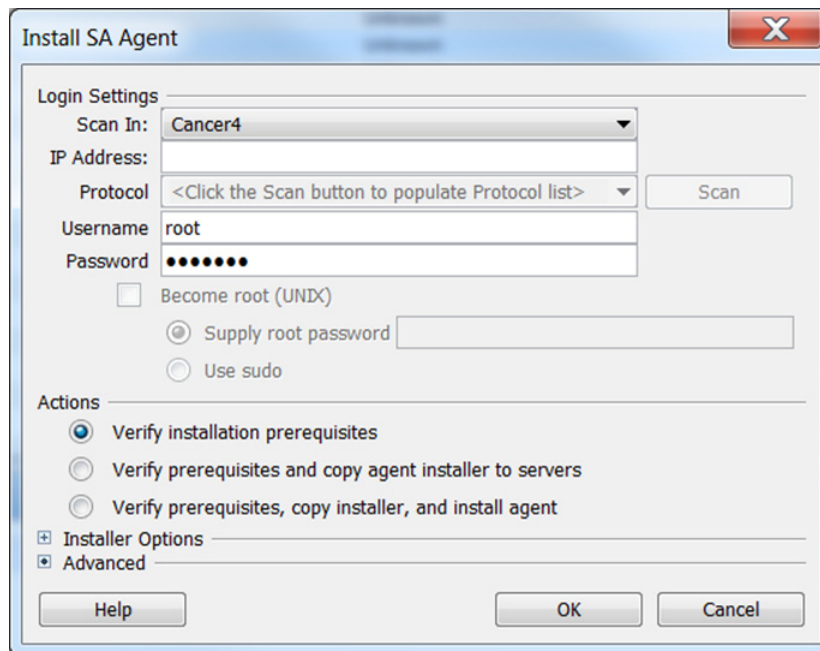 Install SA Agent
Login Settings
Scan In: Cancer4
IP Address:
Protocol <Click the Scan button to populate Protocol list> Scan
Username root
Password •••••••
Become root (UNIX)
Supply root password
Use sudo
Actions
Verify installation prerequisites
Verify prerequisites and copy agent installer to servers
Verify prerequisites, copy installer, and install agent
Installer Options
Advanced
Help OK Cancel